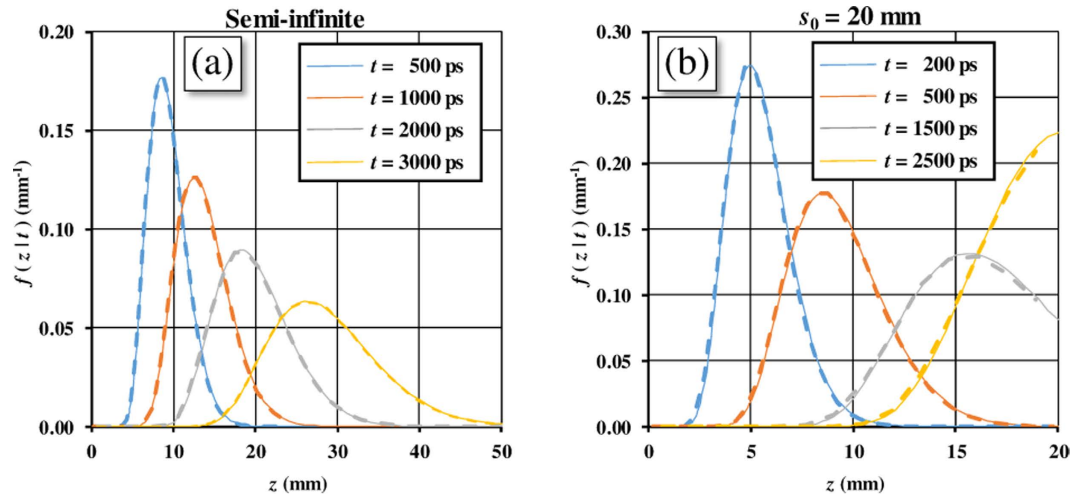 Semi-infinite
(a)
t = 500 ps
t = 1000 ps
t = 2000 ps
t = 3000 ps
0.20
0.15
0.10
0.05
0.00
f ( z | t ) (mm⁻¹)
0 10 20 30 40 50
z (mm)
s₀ = 20 mm
(b)
t = 200 ps
t = 500 ps
t = 1500 ps
t = 2500 ps
0.30
0.25
0.20
0.15
0.10
0.05
0.00
f ( z | t ) (mm⁻¹)
0 5 10 15 20
z (mm)